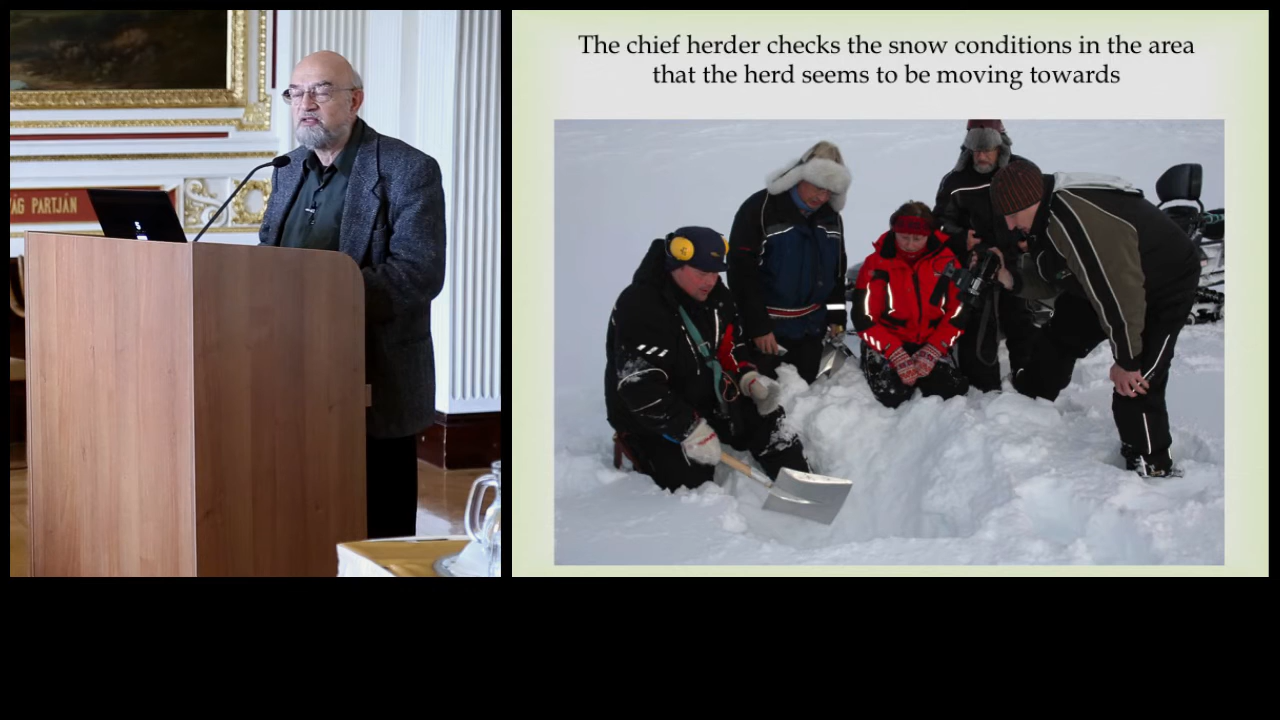 ÁG PARTJÁN
The chief herder checks the snow conditions in the area
that the herd seems to be moving towards